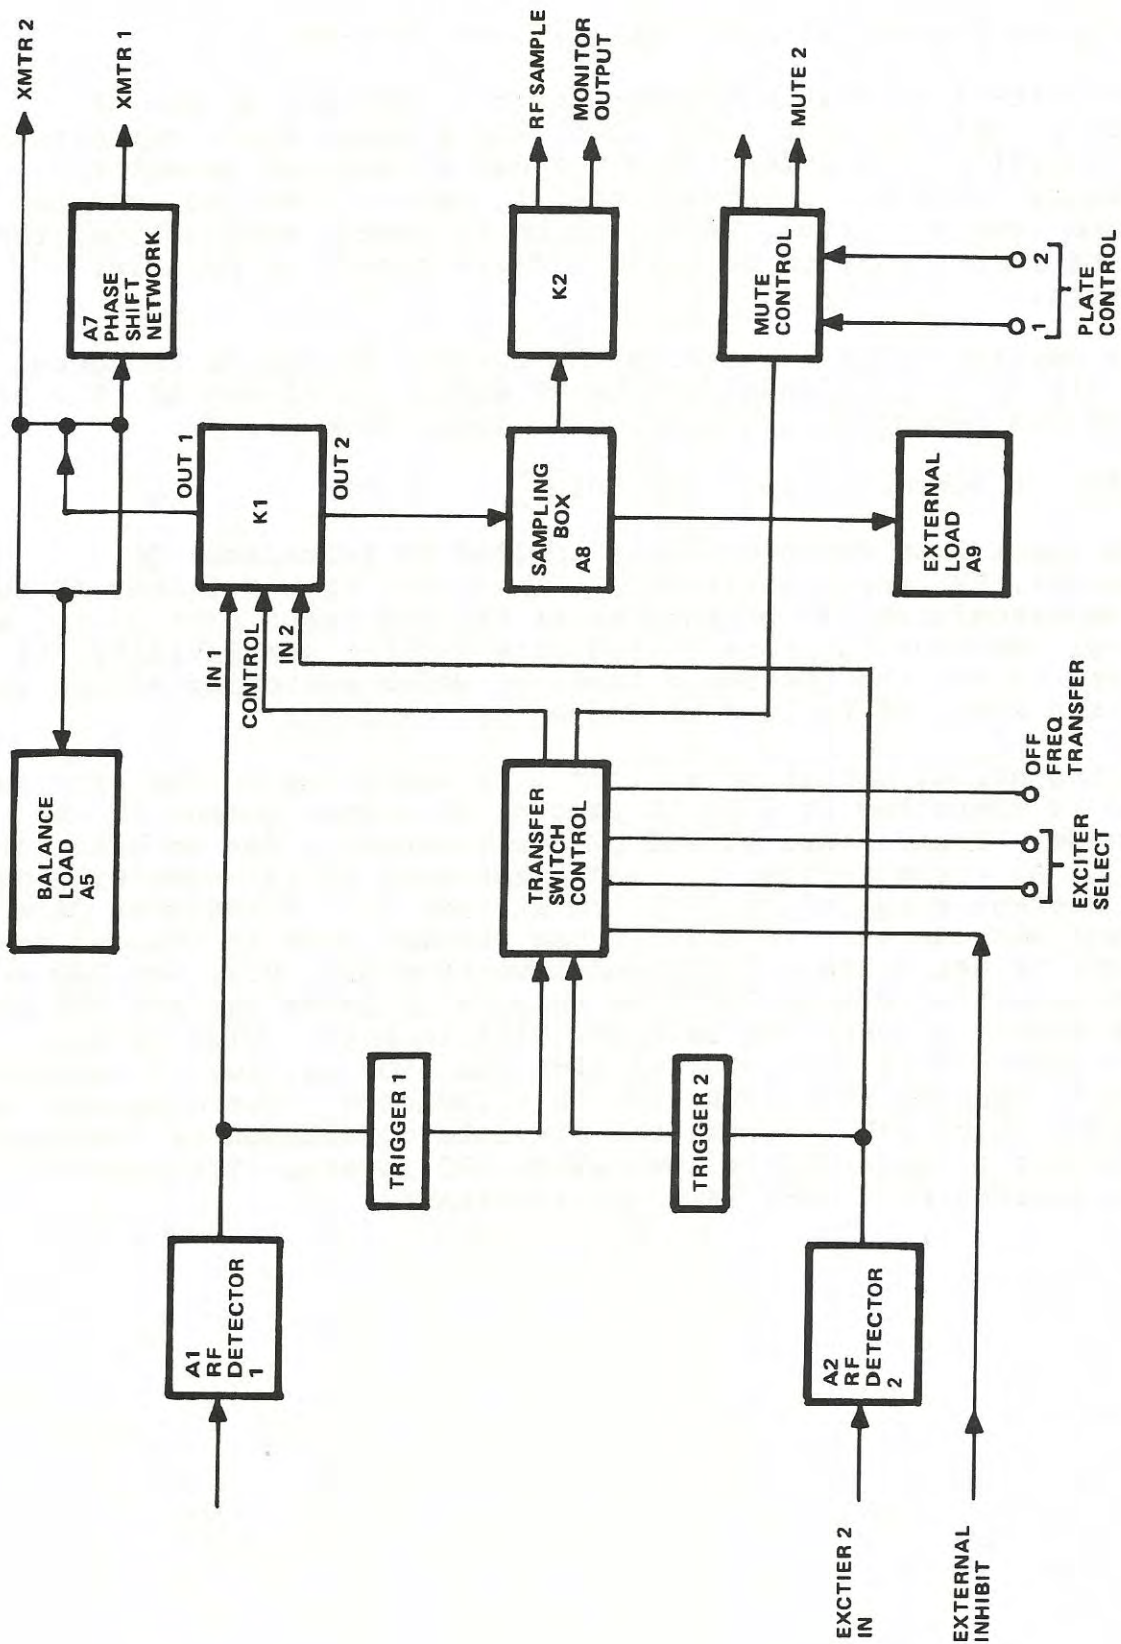 XMTR 2
XMTR 1
A7
PHASE
SHIFT
NETWORK
BALANCE
LOAD
A5
OUT 1
K1
OUT 2
IN 1
CONTROL
IN 2
RF SAMPLE
MONITOR
OUTPUT
K2
SAMPLING
BOX
A8
EXTERNAL
LOAD
A9
MUTE 2
MUTE
CONTROL
1
2
PLATE
CONTROL
TRANSFER
SWITCH
CONTROL
OFF
FREQ
TRANSFER
EXCITER
SELECT
TRIGGER 1
TRIGGER 2
A1
RF
DETECTOR
1
A2
RF
DETECTOR
2
EXCTIER 2
IN
EXTERNAL
INHIBIT